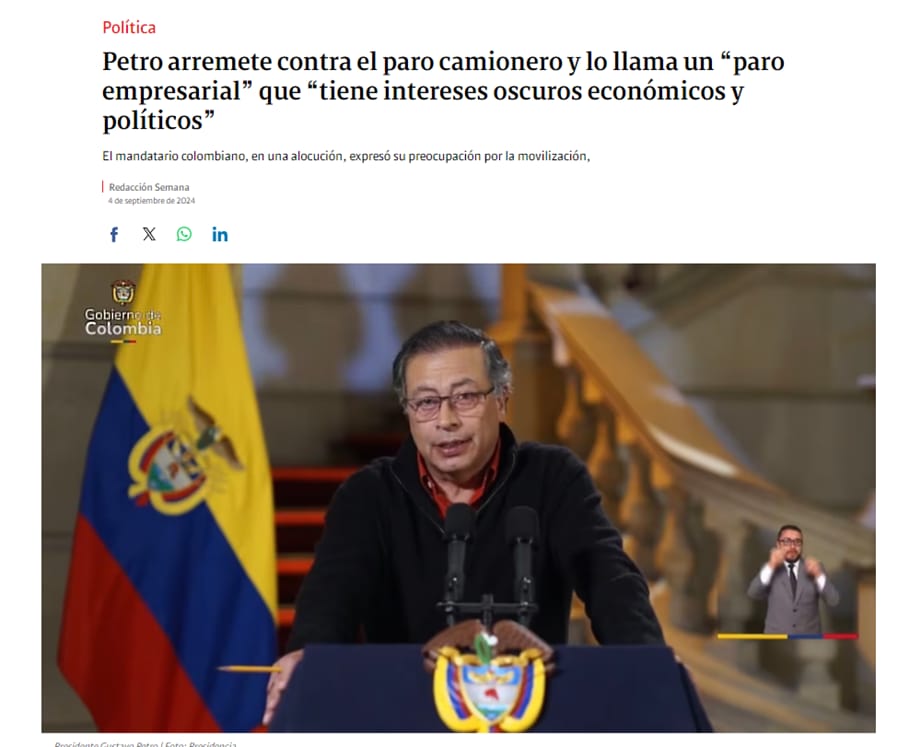 Política
Petro arremete contra el paro camionero y lo llama un “paro
empresarial” que “tiene intereses oscuros económicos y
políticos”
El mandatario colombiano, en una alocución, expresó su preocupación por la movilización,
Redacción Semana
4 de septiembre de 2024
Gobierno de
Colombia
Presidente Gustavo Petro | Foto: Presidencia